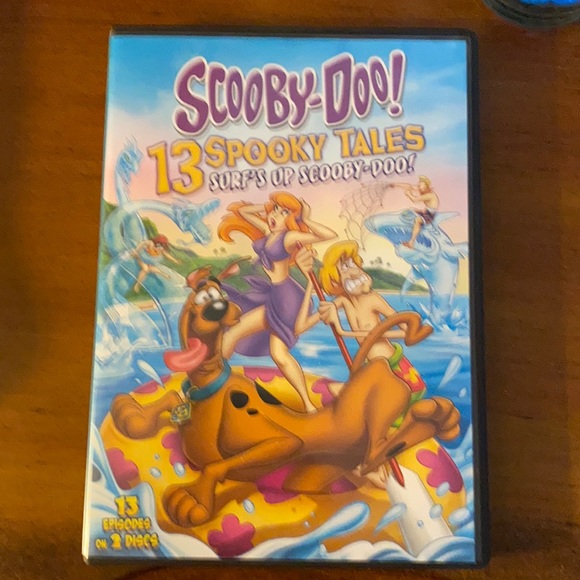 SCOOBY-DOO!
13 SPOOKY TALES
SURF'S UP SCOOBY-DOO!
13
EPISODES
ON 2 DISCS